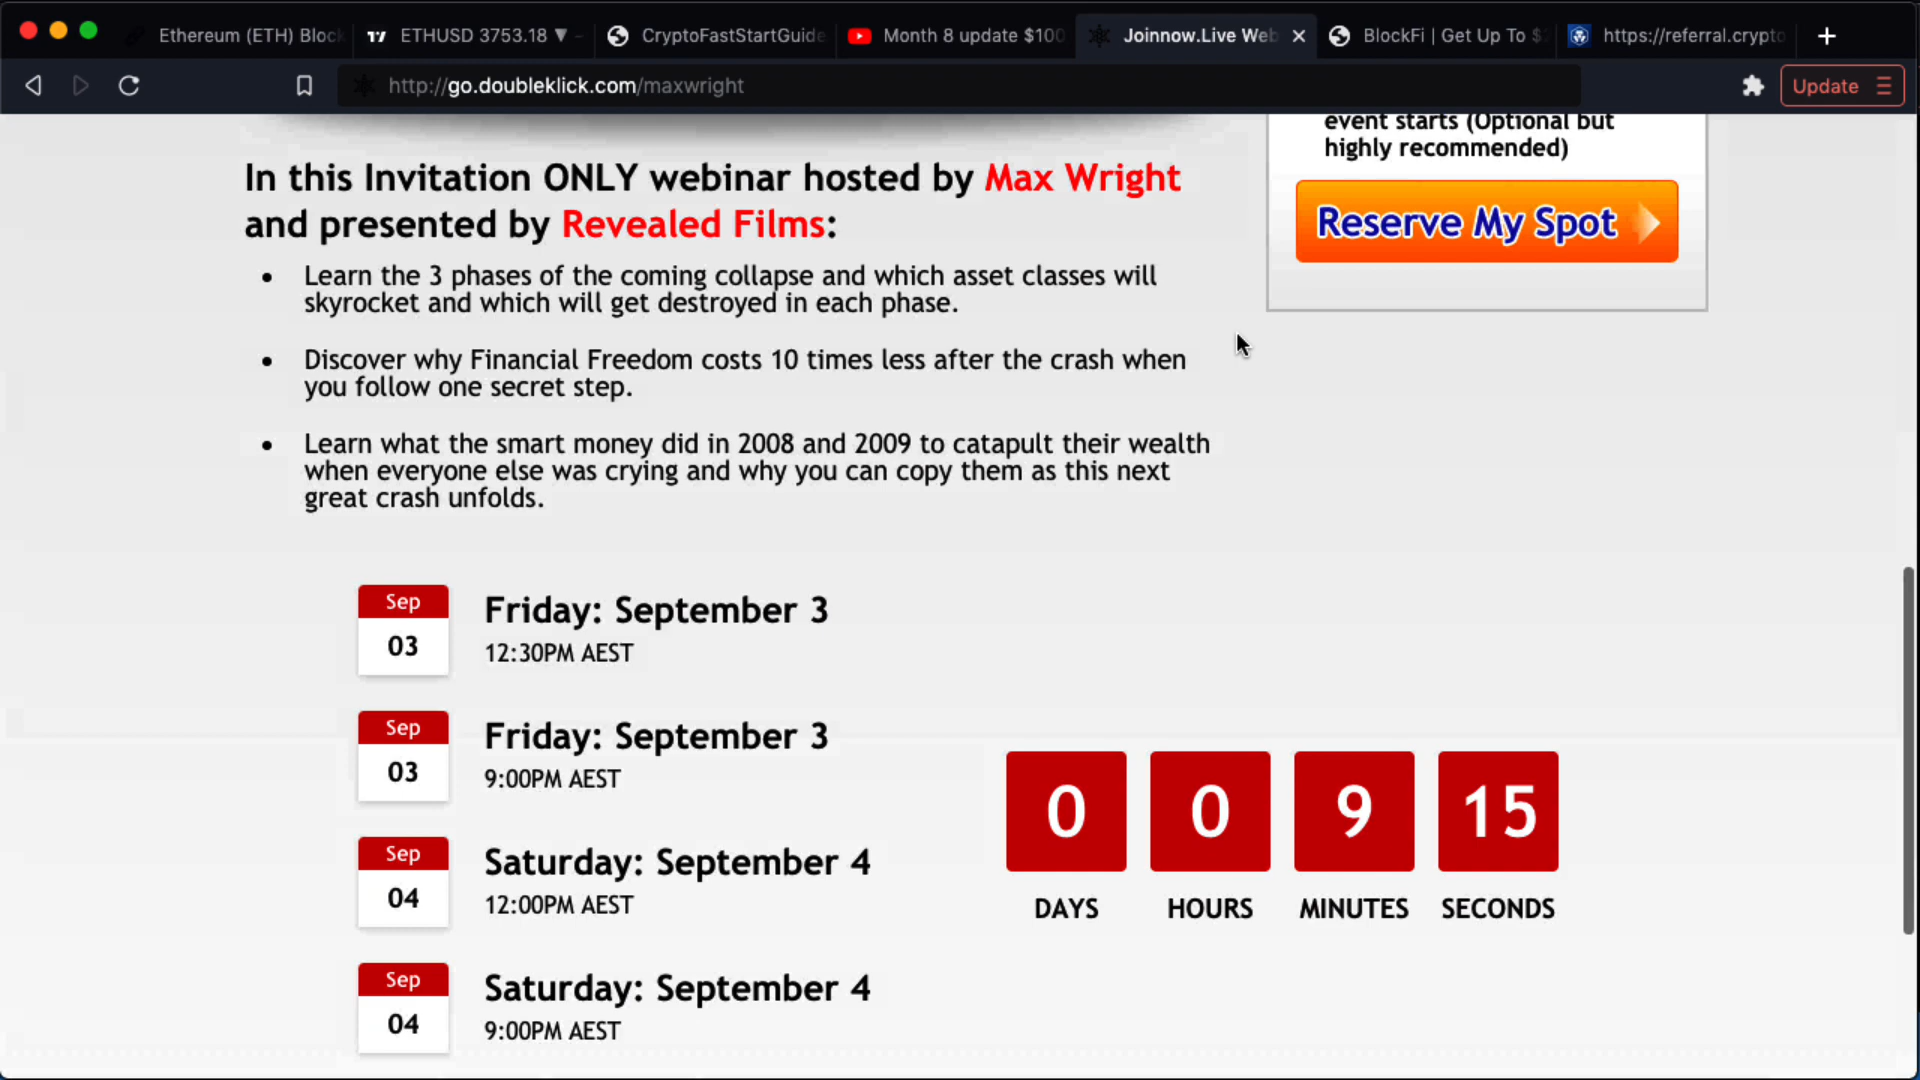 Ethereum (ETH) Block
ETHUSD 3753.18 ▼ -
CryptoFastStartGuide
Month 8 update $100
Joinnow.Live Web
BlockFi | Get Up To $
https://referral.crypto
http://go.doubleklick.com/maxwright
Update
event starts (Optional but
highly recommended)
Reserve My Spot
In this Invitation ONLY webinar hosted by Max Wright
and presented by Revealed Films:
• Learn the 3 phases of the coming collapse and which asset classes will
skyrocket and which will get destroyed in each phase.
• Discover why Financial Freedom costs 10 times less after the crash when
you follow one secret step.
• Learn what the smart money did in 2008 and 2009 to catapult their wealth
when everyone else was crying and why you can copy them as this next
great crash unfolds.
Sep
03
Friday: September 3
12:30PM AEST
Sep
03
Friday: September 3
9:00PM AEST
Sep
04
Saturday: September 4
12:00PM AEST
Sep
04
Saturday: September 4
9:00PM AEST
0 0 9 15
DAYS HOURS MINUTES SECONDS